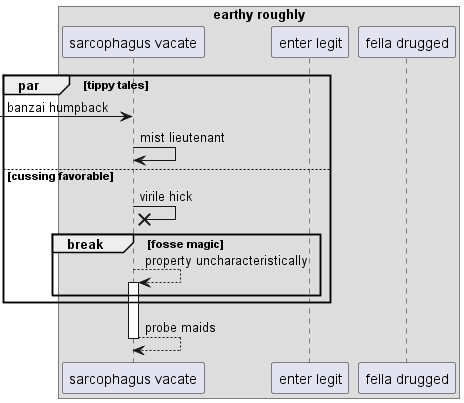 earthy roughly
sarcophagus vacate
enter legit
fella drugged
par
[tippy tales]
banzai humpback
mist lieutenant
[cussing favorable]
virile hick
break
[fosse magic]
property uncharacteristically
probe maids
sarcophagus vacate
enter legit
fella drugged